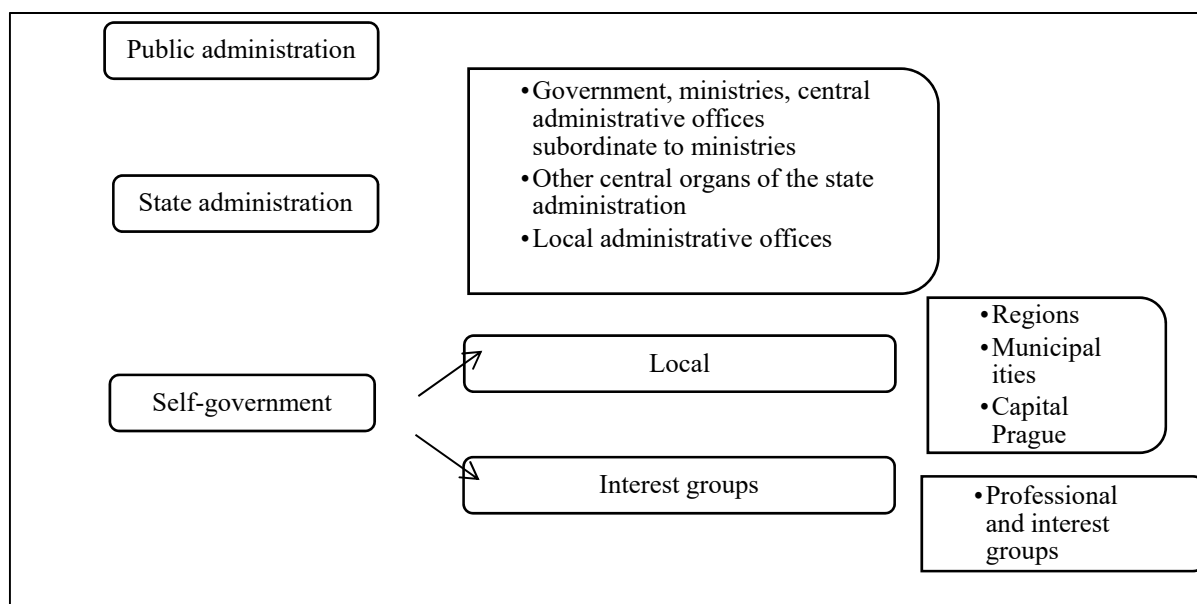 Public administration
•Government, ministries, central
administrative offices
subordinate to ministries
•Other central organs of the state
administration
•Local administrative offices
State administration
•Regions
•Municipal
ities
•Capital
Prague
Local
Self-government
Interest groups
•Professional
and interest
groups